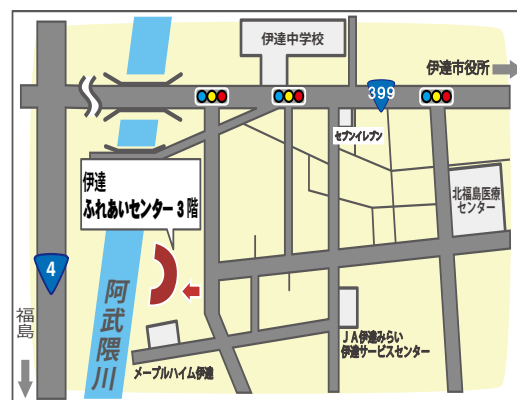 伊達中学校
伊達市役所
399
セブンイレブン
伊達
ふれあいセンター 3 階
北福島医療
センター
4
福島
阿武隈川
JA伊達みらい
伊達サービスセンター
メープルハイム伊達